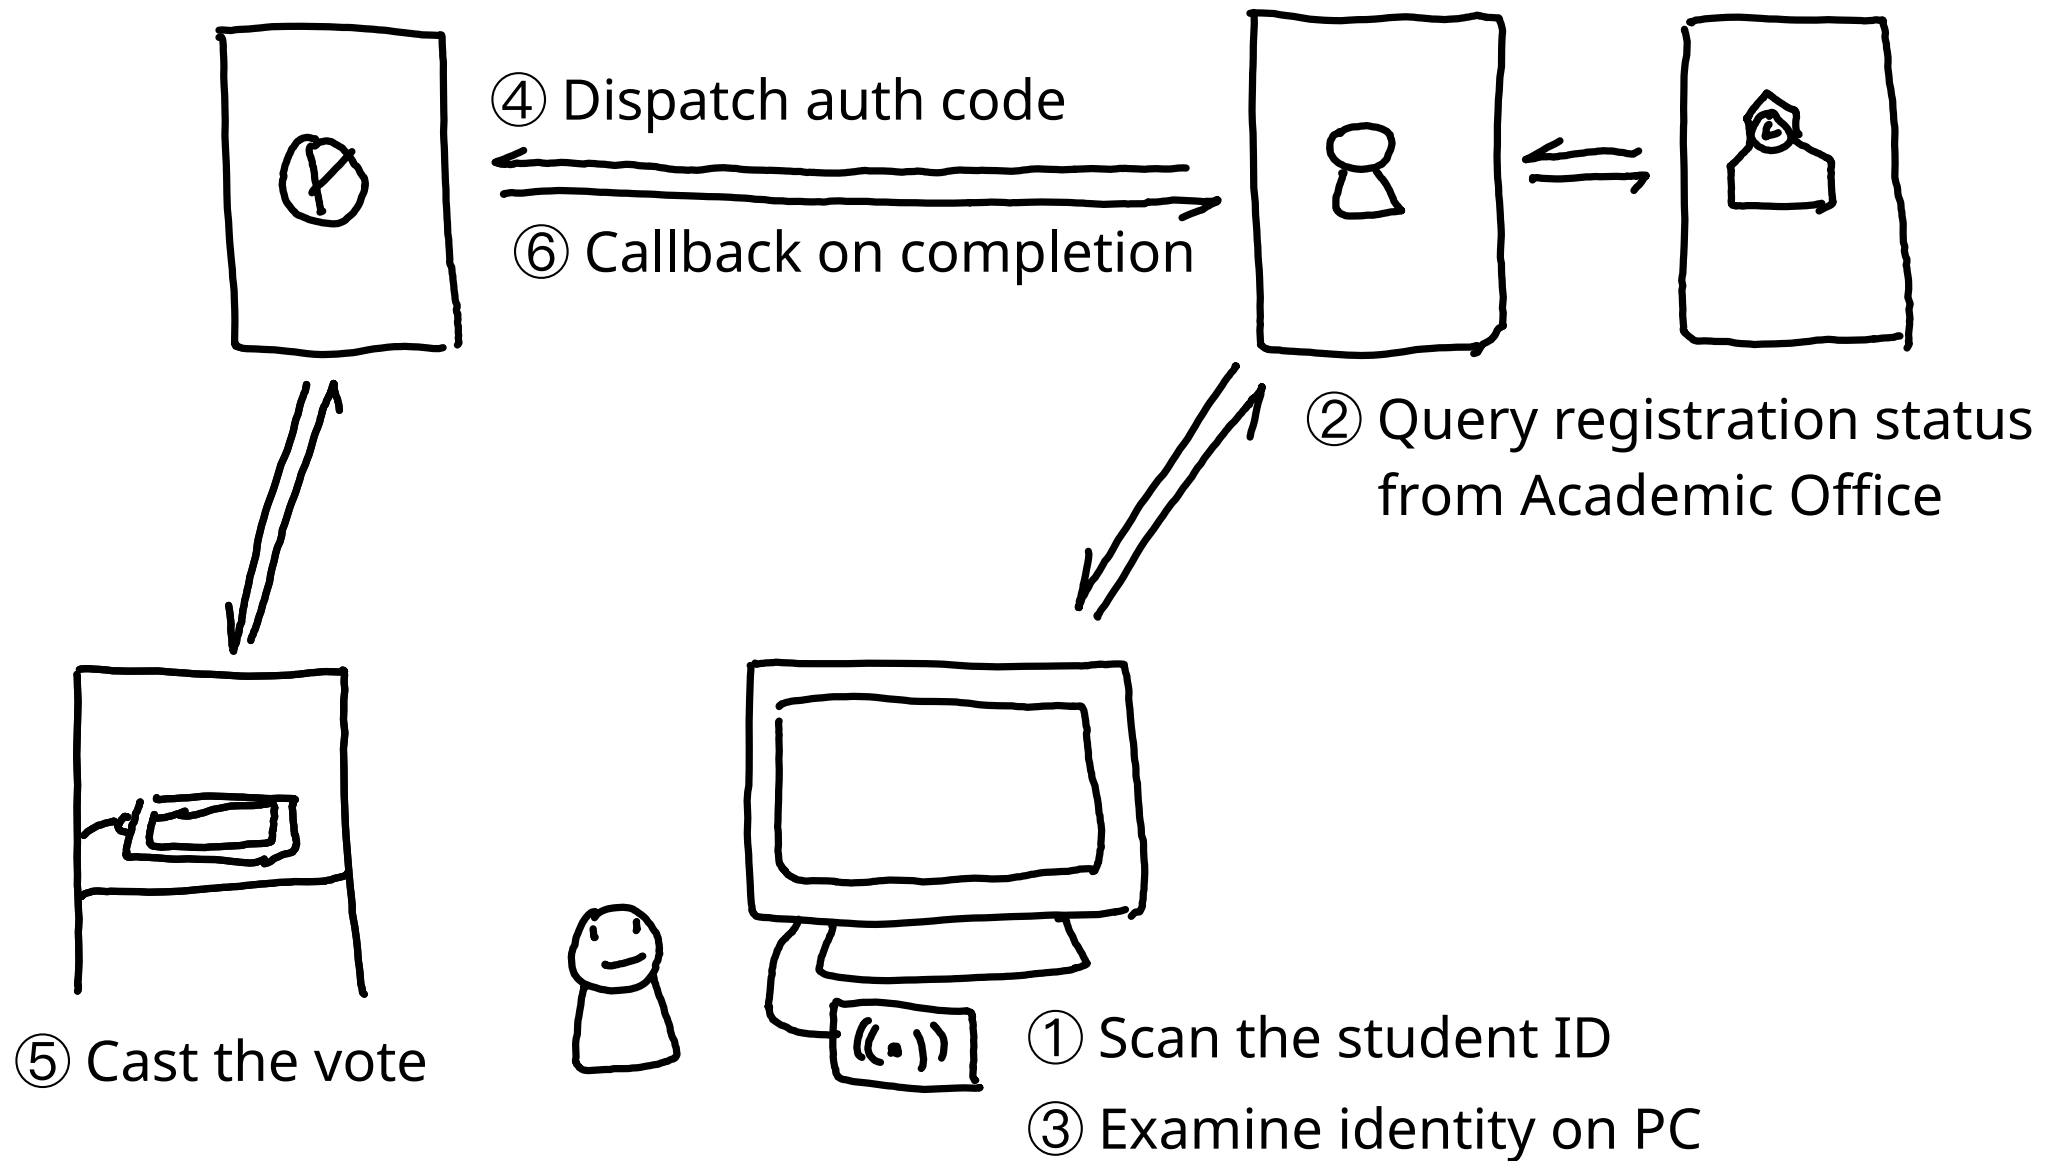 ④ Dispatch auth code
⑥ Callback on completion
② Query registration status
from Academic Office
⑤ Cast the vote
① Scan the student ID
③ Examine identity on PC